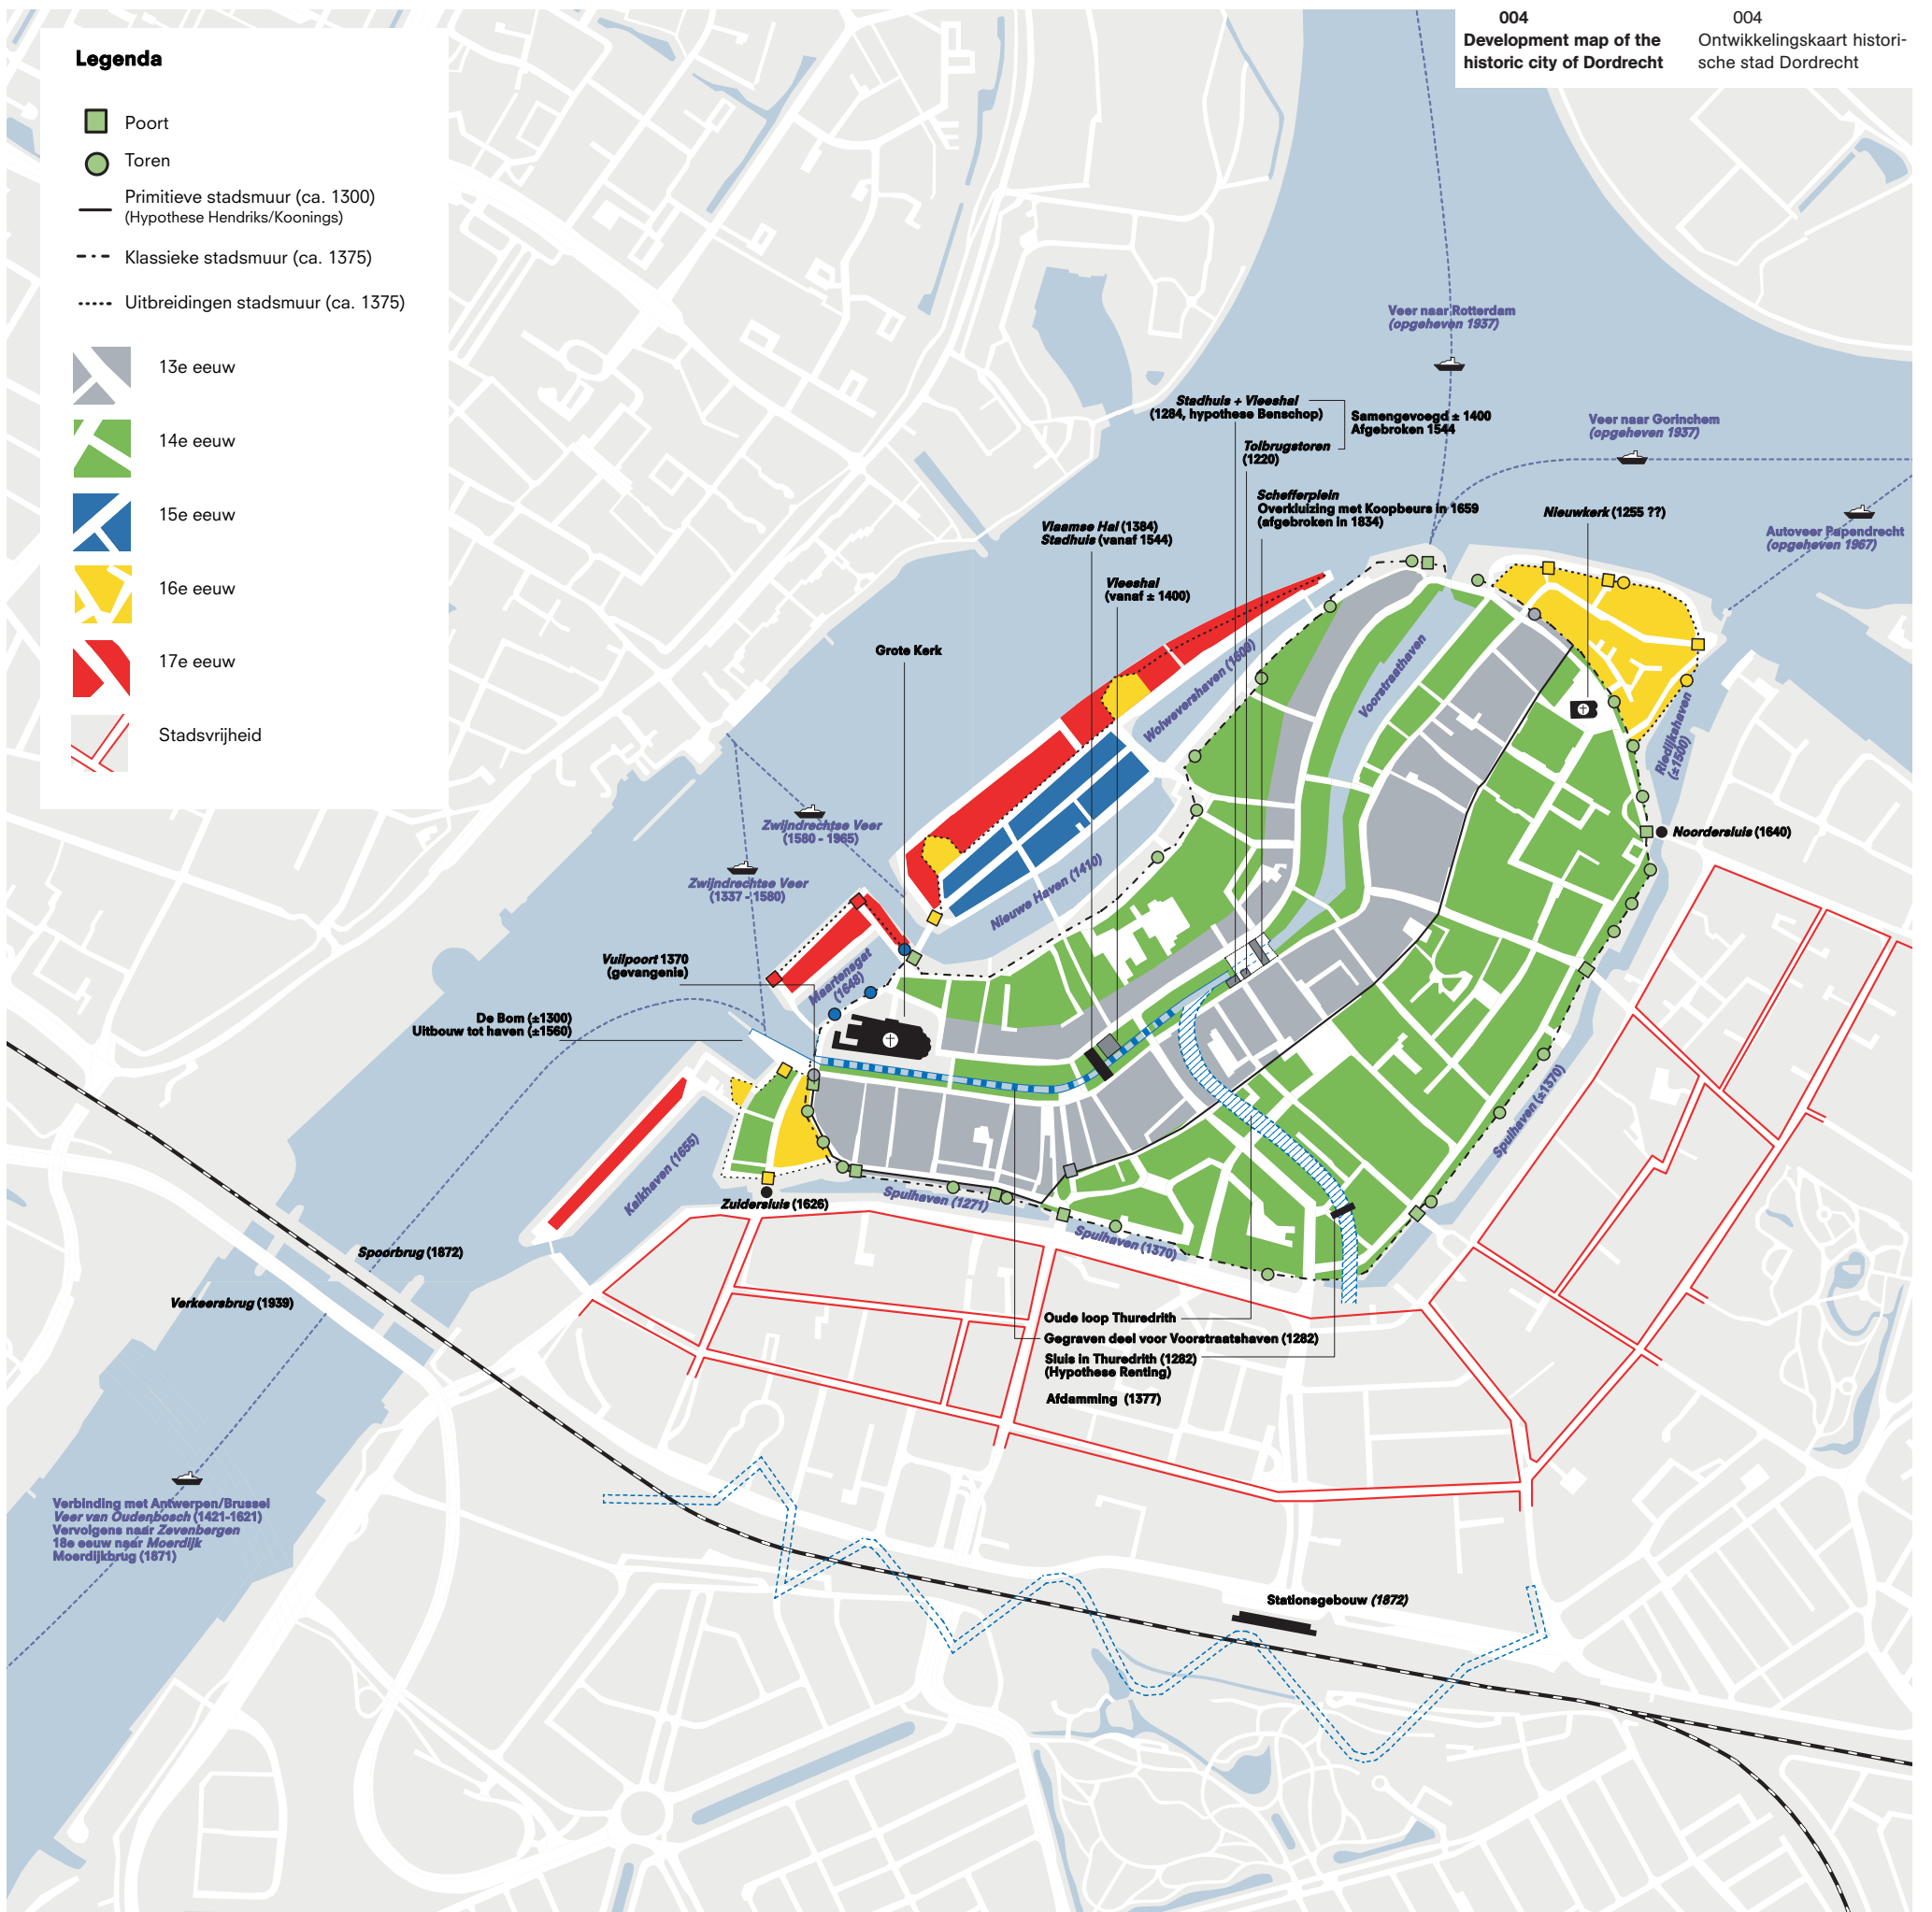 004
Development map of the
historic city of Dordrecht
004
Ontwikkelingskaart histori-
sche stad Dordrecht
Legenda
Poort
Toren
Primitieve stadsmuur (ca. 1300)
(Hypothese Hendriks/Koonings)
Klassieke stadsmuur (ca. 1375)
Uitbreidingen stadsmuur (ca. 1375)
13e eeuw
14e eeuw
15e eeuw
16e eeuw
17e eeuw
Stadsvrijheid
Veer naar Rotterdam
(opgeheven 1937)
Veer naar Gorinchem
(opgeheven 1937)
Autoveer Papendrecht
(opgeheven 1967)
Stadhuis + Vleeshal
(1284, hypothese Benschop)
Samengevoegd ± 1400
Afgebroken 1544
Tolbrugstoren
(1220)
Schefferplein
Overkluizing met Koopbeurs in 1659
(afgebroken in 1834)
Nieuwkerk (1255 ??)
Vlaamse Hal (1384)
Stadhuis (vanaf 1544)
Vleeshal
(vanaf ± 1400)
Grote Kerk
Wolwevershaven (1609)
Voorstraathaven
Riedijkshaven
(±1500)
Noordersluis (1640)
Zwijndrechtse Veer
(1580 - 1965)
Zwijndrechtse Veer
(1337 - 1580)
Nieuwe Haven (1410)
Vuilpoort 1370
(gevangenis)
Maartensgat
(1648)
De Bom (±1300)
Uitbouw tot haven (±1560)
Kalkhaven (1655)
Zuidersluis (1626)
Spuihaven (1271)
Spuihaven (1370)
Spuihaven (±1370)
Spoorbrug (1872)
Verkeersbrug (1939)
Oude loop Thuredrith
Gegraven deel voor Voorstraatshaven (1282)
Sluis in Thuredrith (1282)
(Hypothese Renting)
Afdamming (1377)
Verbinding met Antwerpen/Brussel
Veer van Oudenbosch (1421-1621)
Vervolgens naar Zevenbergen
18e eeuw naar Moerdijk
Moerdijkbrug (1871)
Stationsgebouw (1872)